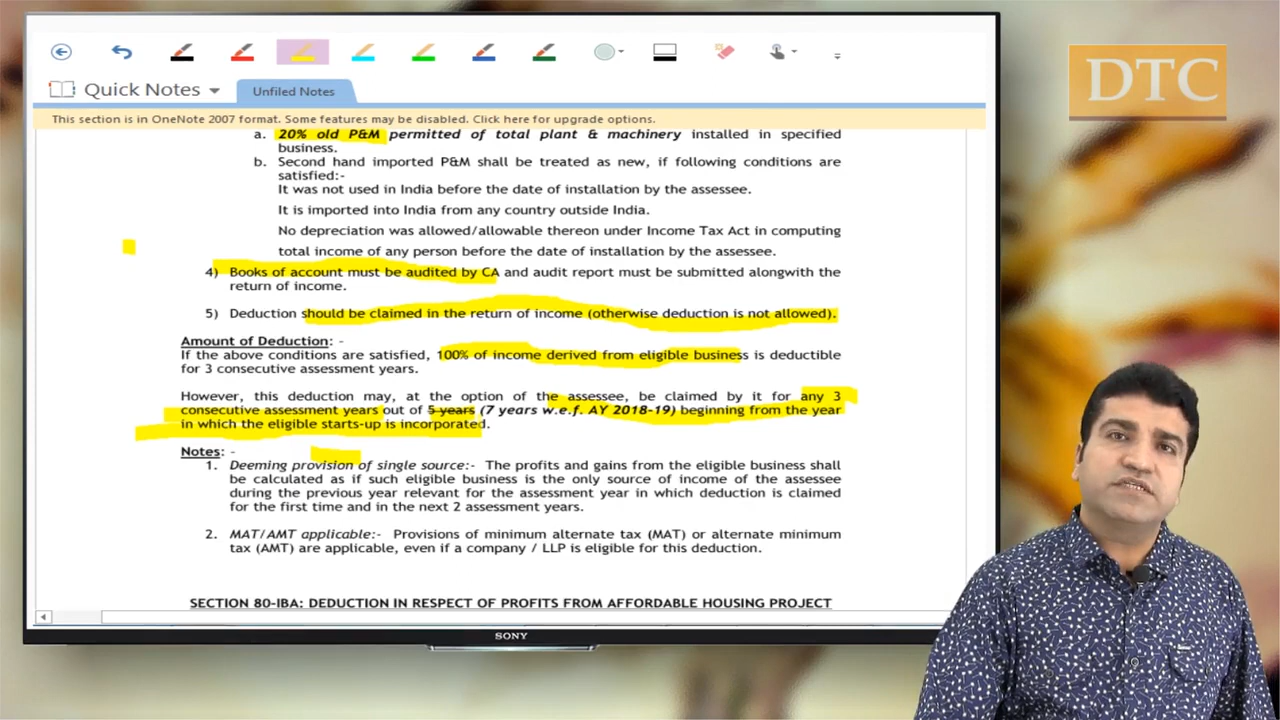 DTC
Quick Notes
Unfiled Notes
This section is in OneNote 2007 format. Some features may be disabled. Click here for upgrade options.
a. 20% old P&M permitted of total plant & machinery installed in specified
business.
b. Second hand imported P&M shall be treated as new, if following conditions are
satisfied:-
It was not used in India before the date of installation by the assessee.
It is imported into India from any country outside India.
No depreciation was allowed/allowable thereon under Income Tax Act in computing
total income of any person before the date of installation by the assessee.
4) Books of account must be audited by CA and audit report must be submitted alongwith the
return of income.
5) Deduction should be claimed in the return of income (otherwise deduction is not allowed).
Amount of Deduction: -
If the above conditions are satisfied, 100% of income derived from eligible business is deductible
for 3 consecutive assessment years.
However, this deduction may, at the option of the assessee, be claimed by it for any 3
consecutive assessment years out of 5 years (7 years w.e.f. AY 2018-19) beginning from the year
in which the eligible starts-up is incorporated.
Notes: -
1. Deeming provision of single source:- The profits and gains from the eligible business shall
be calculated as if such eligible business is the only source of income of the assessee
during the previous year relevant for the assessment year in which deduction is claimed
for the first time and in the next 2 assessment years.
2. MAT/AMT applicable:- Provisions of minimum alternate tax (MAT) or alternate minimum
tax (AMT) are applicable, even if a company / LLP is eligible for this deduction.
SECTION 80-IBA: DEDUCTION IN RESPECT OF PROFITS FROM AFFORDABLE HOUSING PROJECT
SONY